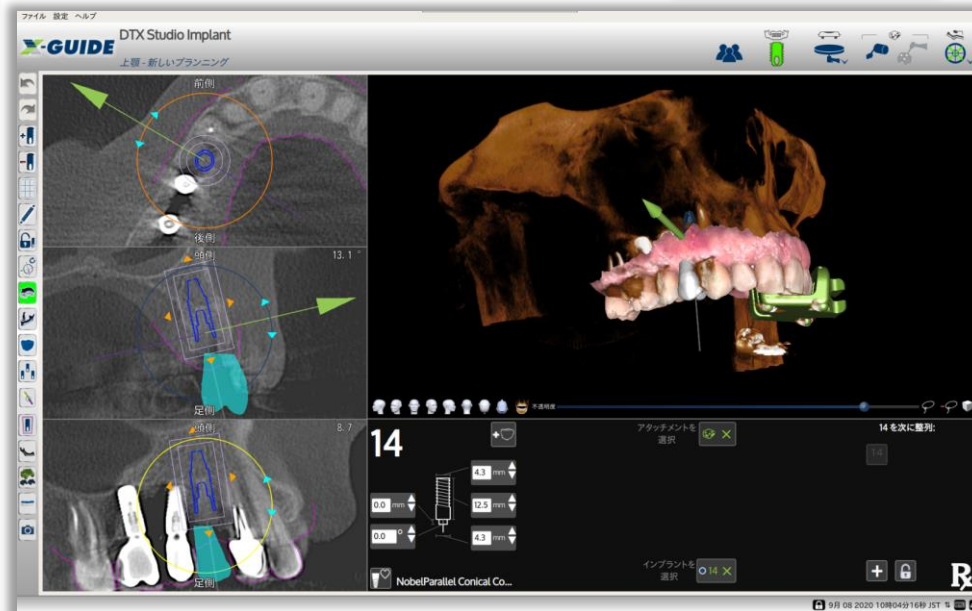 ファイル 設定 ヘルプ
X-GUIDE
DTX Studio Implant
上顎 - 新しいプランニング
前側
後側
頭側
13.1 °
足側
頭側
8.7
足側
不透明度
14
アタッチメントを
選択
14 を次に整列:
14
4.3 mm
0.0 mm
12.5 mm
0.0 °
4.3 mm
NobelParallel Conical Co...
インプラントを
選択
14
Rx
9月 08 2020 10時04分16秒 JST